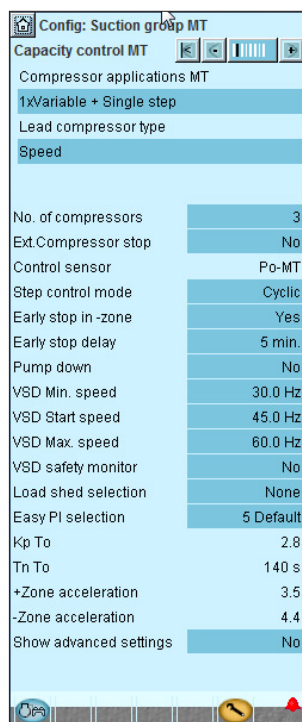 Config: Suction group MT
Capacity control MT
Compressor applications MT
1xVariable + Single step
Lead compressor type
Speed
No. of compressors 3
Ext.Compressor stop No
Control sensor Po-MT
Step control mode Cyclic
Early stop in -zone Yes
Early stop delay 5 min.
Pump down No
VSD Min. speed 30.0 Hz
VSD Start speed 45.0 Hz
VSD Max. speed 60.0 Hz
VSD safety monitor No
Load shed selection None
Easy PI selection 5 Default
Kp To 2.8
Tn To 140 s
+Zone acceleration 3.5
-Zone acceleration 4.4
Show advanced settings No